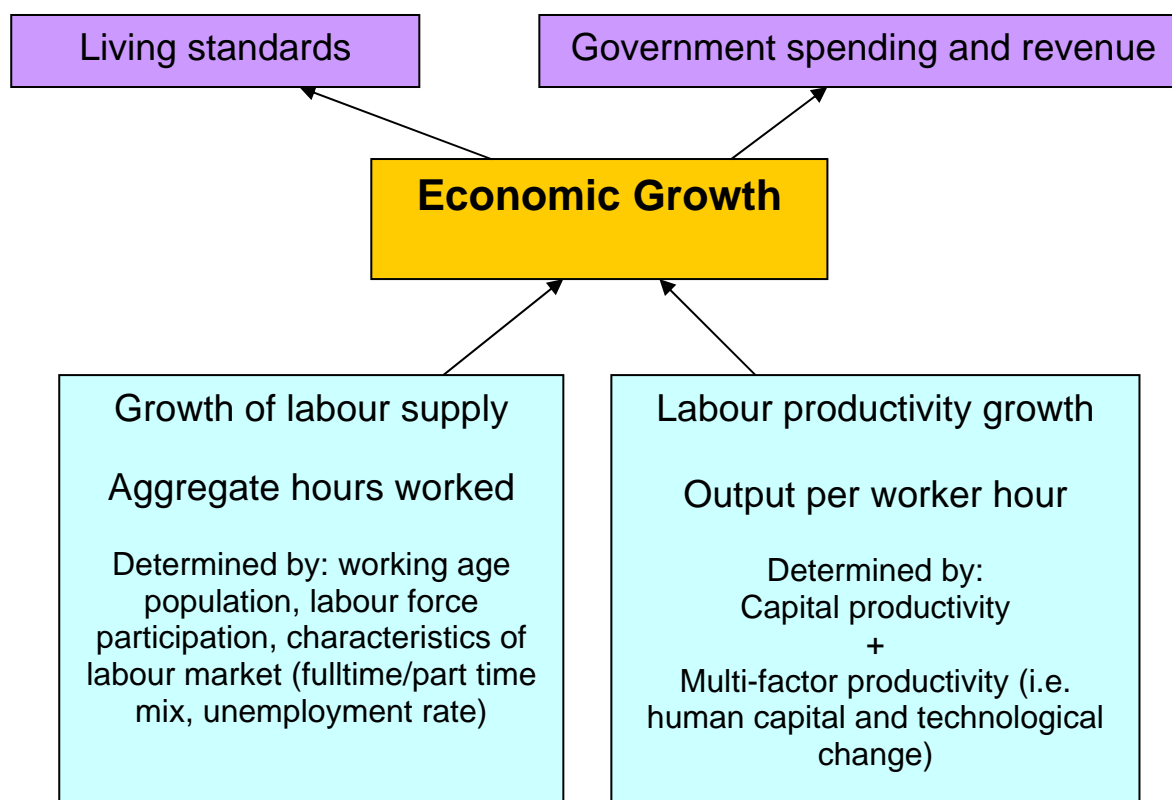 Living standards
Government spending and revenue
Economic Growth
Growth of labour supply
Aggregate hours worked
Determined by: working age
population, labour force
participation, characteristics of
labour market (fulltime/part time
mix, unemployment rate)
Labour productivity growth
Output per worker hour
Determined by:
Capital productivity
+
Multi-factor productivity (i.e.
human capital and technological
change)